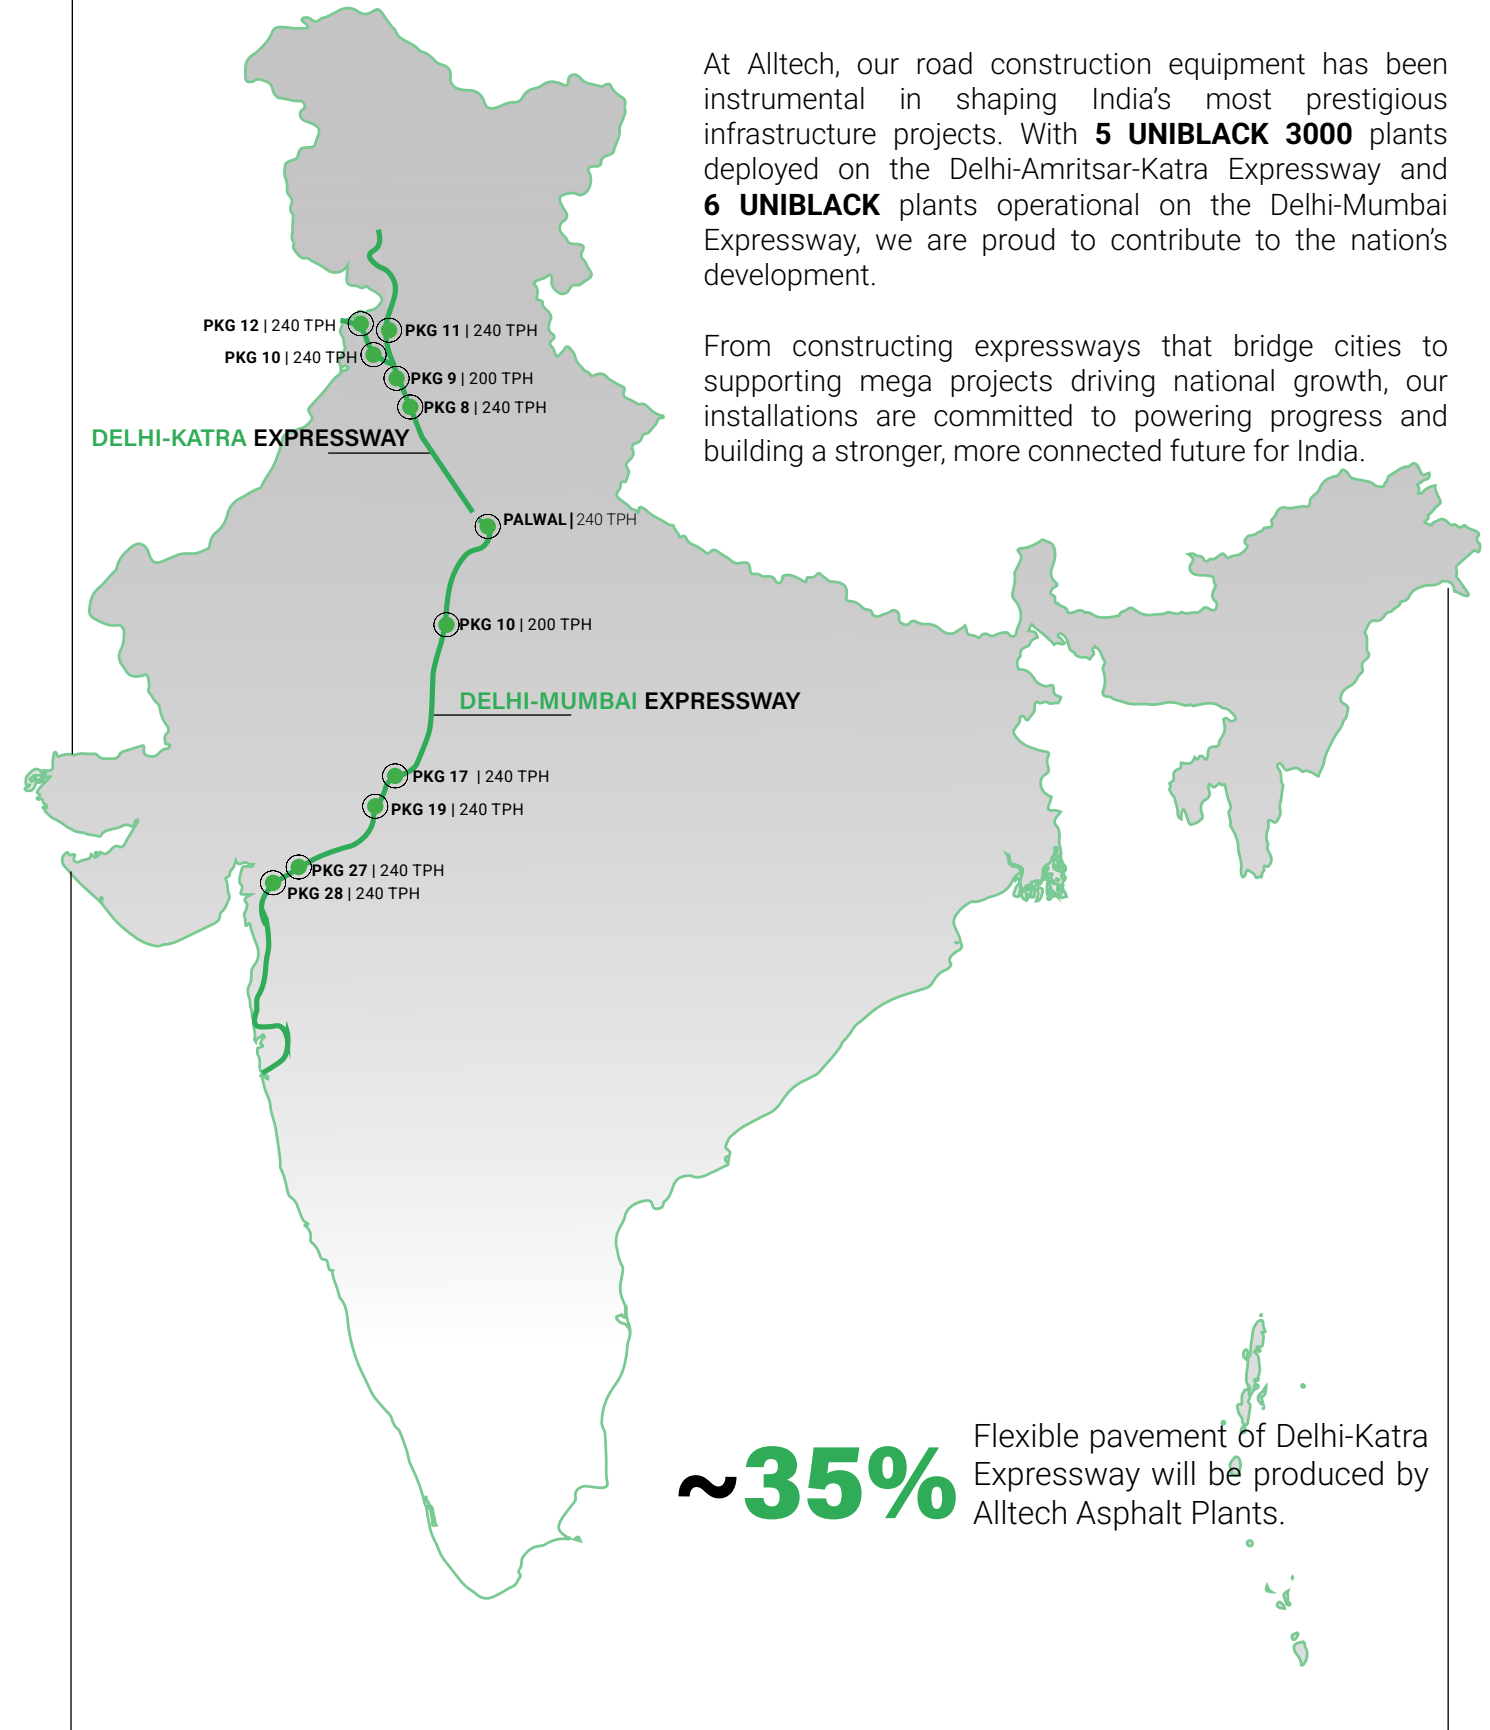 At Alltech, our road construction equipment has been
instrumental in shaping India's most prestigious
infrastructure projects. With 5 UNIBLACK 3000 plants
deployed on the Delhi-Amritsar-Katra Expressway and
6 UNIBLACK plants operational on the Delhi-Mumbai
Expressway, we are proud to contribute to the nation's
development.
From constructing expressways that bridge cities to
supporting mega projects driving national growth, our
installations are committed to powering progress and
building a stronger, more connected future for India.
PKG 12 | 240 TPH
PKG 11 | 240 TPH
PKG 10 | 240 TPH
PKG 9 | 200 TPH
PKG 8 | 240 TPH
DELHI-KATRA EXPRESSWAY
PALWAL | 240 TPH
PKG 10 | 200 TPH
DELHI-MUMBAI EXPRESSWAY
PKG 17 | 240 TPH
PKG 19 | 240 TPH
PKG 27 | 240 TPH
PKG 28 | 240 TPH
~35%
Flexible pavement of Delhi-Katra
Expressway will be produced by
Alltech Asphalt Plants.